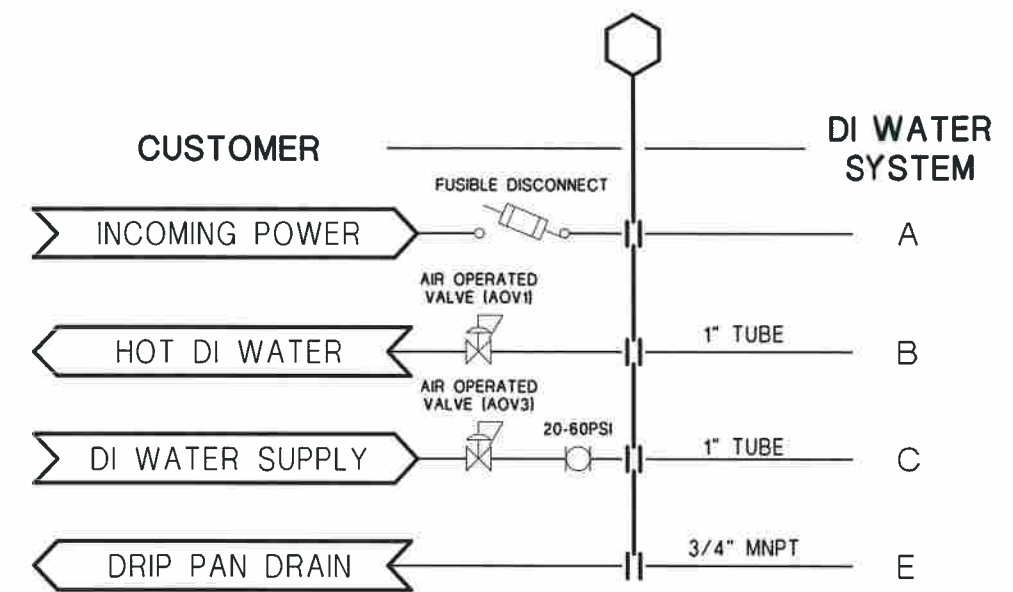 CUSTOMER
DI WATER
SYSTEM
FUSIBLE DISCONNECT
INCOMING POWER
A
AIR OPERATED
VALVE (AOV1)
HOT DI WATER
1" TUBE
B
AIR OPERATED
VALVE (AOV3)
20-60PSI
DI WATER SUPPLY
1" TUBE
C
DRIP PAN DRAIN
3/4" MNPT
E